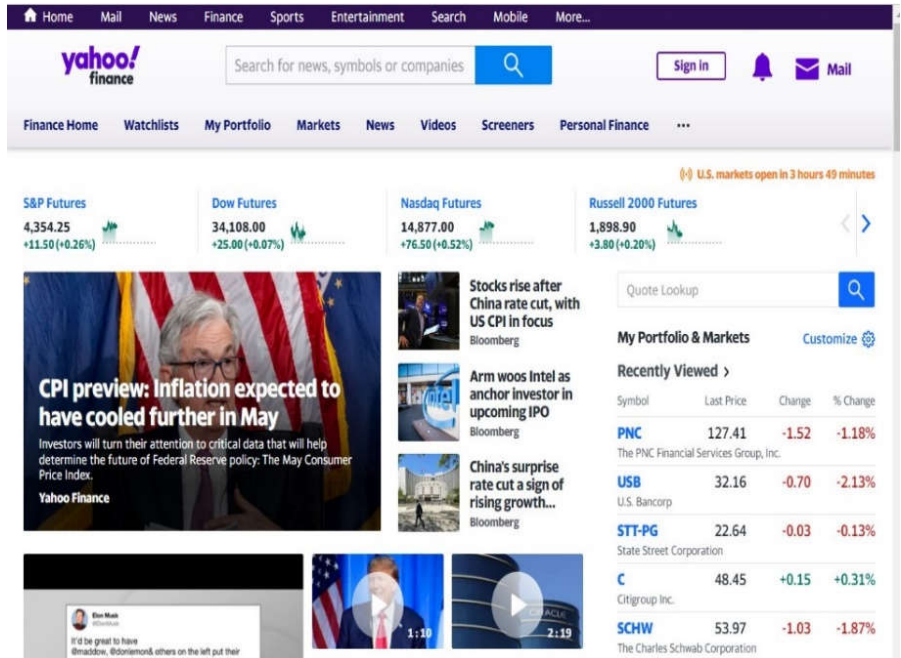 Home Mail News Finance Sports Entertainment Search Mobile More...
yahoo!
finance
Search for news, symbols or companies
Sign in
Mail
Finance Home Watchlists My Portfolio Markets News Videos Screeners Personal Finance ...
U.S. markets open in 3 hours 49 minutes
S&P Futures
4,354.25
+11.50 (+0.26%)
Dow Futures
34,108.00
+25.00 (+0.07%)
Nasdaq Futures
14,877.00
+76.50 (+0.52%)
Russell 2000 Futures
1,898.90
+3.80 (+0.20%)
CPI preview: Inflation expected to
have cooled further in May
Investors will turn their attention to critical data that will help
determine the future of Federal Reserve policy: The May Consumer
Price Index.
Yahoo Finance
Stocks rise after
China rate cut, with
US CPI in focus
Bloomberg
intel
Arm woos Intel as
anchor investor in
upcoming IPO
Bloomberg
China's surprise
rate cut a sign of
rising growth...
Bloomberg
Elon Musk
It'd be great to have
@maddow, @donlemon& others on the left put their
1:10
ORACLE
2:19
Quote Lookup
My Portfolio & Markets Customize
Recently Viewed >
Symbol Last Price Change % Change
PNC 127.41 -1.52 -1.18%
The PNC Financial Services Group, Inc.
USB 32.16 -0.70 -2.13%
U.S. Bancorp
STT-PG 22.64 -0.03 -0.13%
State Street Corporation
C 48.45 +0.15 +0.31%
Citigroup Inc.
SCHW 53.97 -1.03 -1.87%
The Charles Schwab Corporation